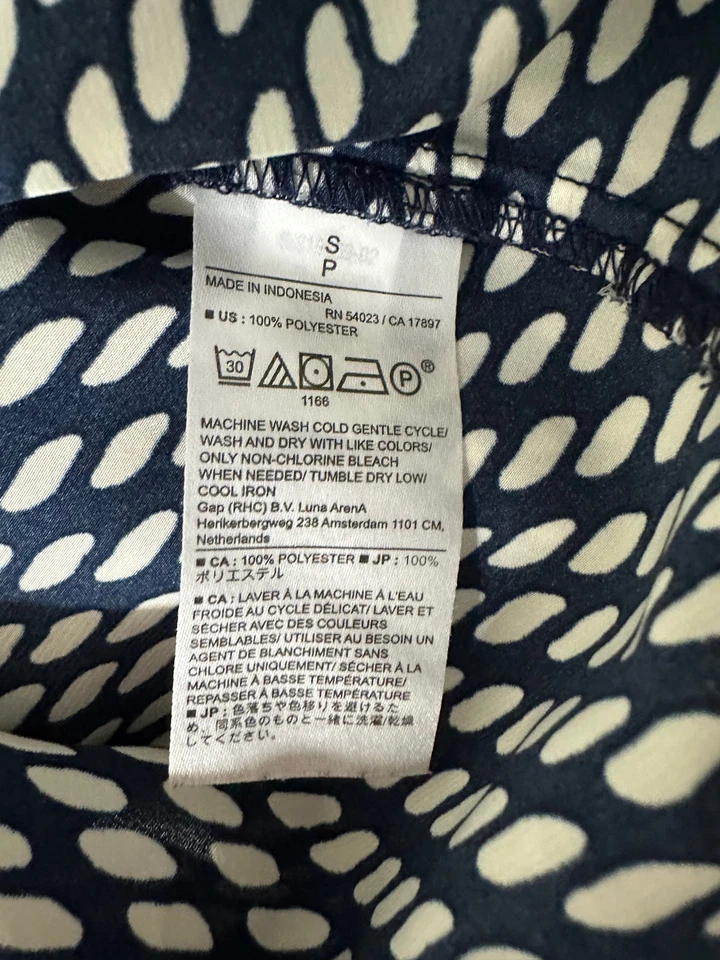 S
P
MADE IN INDONESIA
RN 54023 / CA 17897
■ US : 100% POLYESTER
30
P ®
1166
MACHINE WASH COLD GENTLE CYCLE/
WASH AND DRY WITH LIKE COLORS/
ONLY NON-CHLORINE BLEACH
WHEN NEEDED/ TUMBLE DRY LOW/
COOL IRON
Gap (RHC) B.V. Luna ArenA
Herikerbergweg 238 Amsterdam 1101 CM,
Netherlands
■ CA : 100% POLYESTER ■ JP : 100%
ポリエステル
■ CA : LAVER À LA MACHINE À L'EAU
FROIDE AU CYCLE DÉLICAT/ LAVER ET
SÉCHER AVEC DES COULEURS
SEMBLABLES/ UTILISER AU BESOIN UN
AGENT DE BLANCHIMENT SANS
CHLORE UNIQUEMENT/ SÉCHER À LA
MACHINE À BASSE TEMPÉRATURE/
REPASSER À BASSE TEMPÉRATURE
■ JP : 色落ちや色移りを避けるた
め、同系色のものと一緒に洗濯/乾燥
してください。